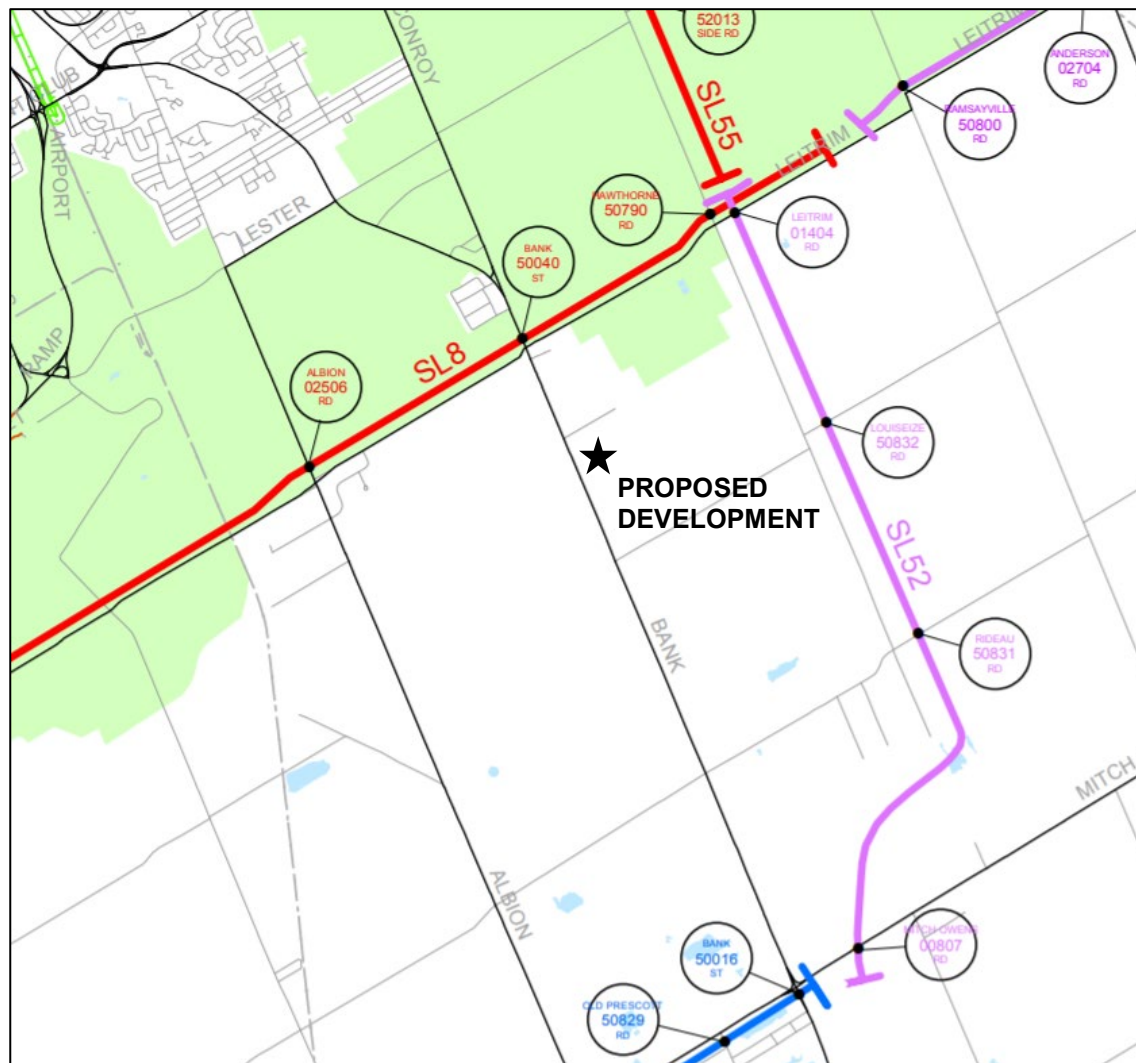 52013
SIDE RD
CONROY
LEITRIM
ANDERSON
02704
RD
AIRPORT
SL55
RAMSAYVILLE
50800
RD
LEITRIM
LESTER
HAWTHORNE
50790
RD
LEITRIM
01404
RD
BANK
50040
ST
RAMP
SL8
ALBION
02506
RD
LOUISEIZE
50832
RD
PROPOSED
DEVELOPMENT
SL52
BANK
RIDEAU
50831
RD
MITCH
ALBION
MITCH OWENS
00807
RD
BANK
50016
ST
OLD PRESCOTT
50829
RD